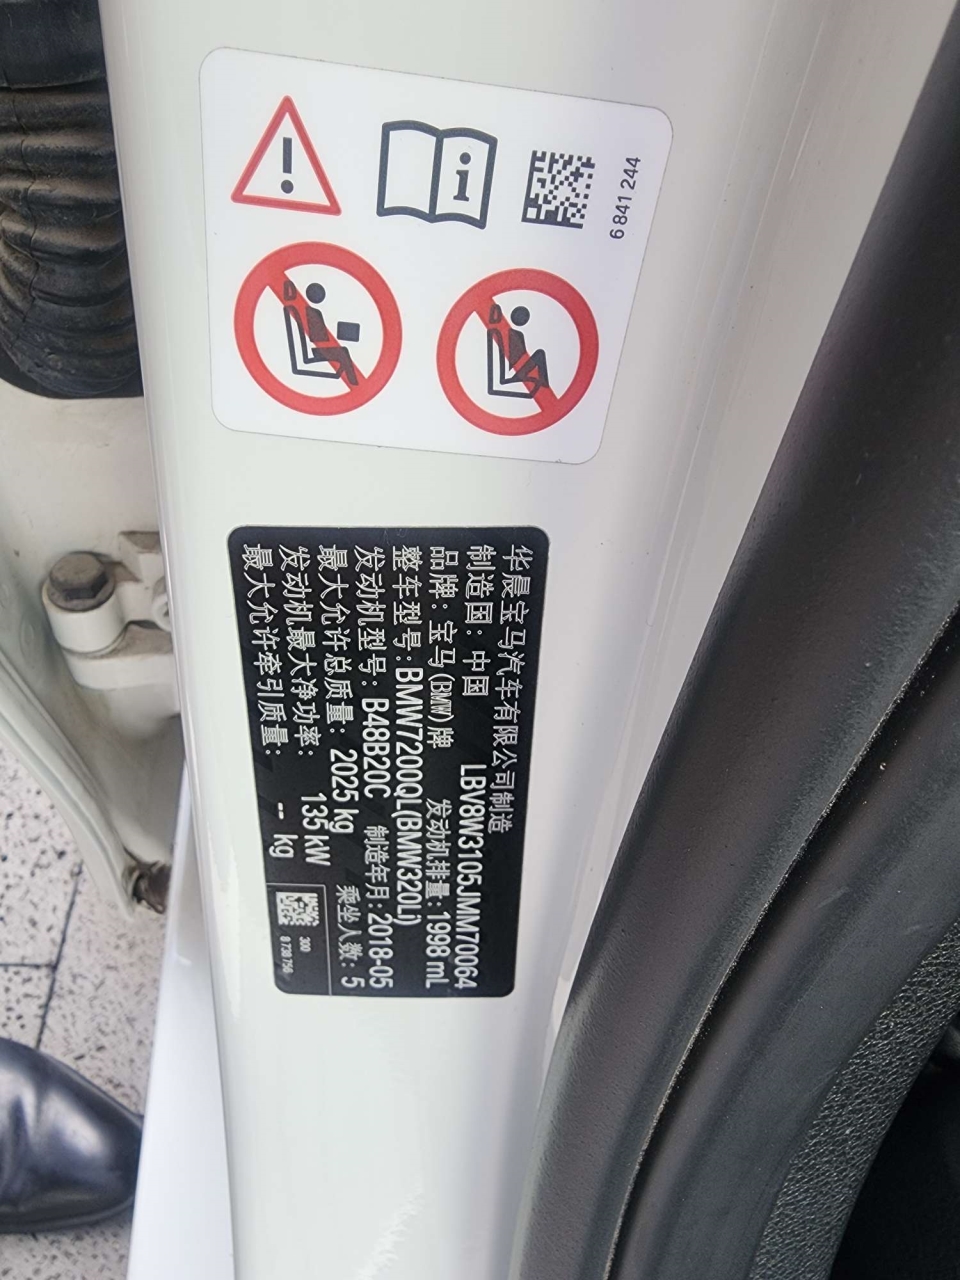 6 841 244
华晨宝马汽车有限公司制造
制造国：中国 LBV8W3105JMM70064
品牌：宝马(BMW)牌 发动机排量：1998 mL
整车型号：BMW7200QL(BMW320Li)
发动机型号：B48B20C 制造年月：2018-05
最大允许总质量：2025 kg 乘坐人数：5
发动机最大净功率：135 kW
最大允许牵引质量：-- kg
300
8 738 756